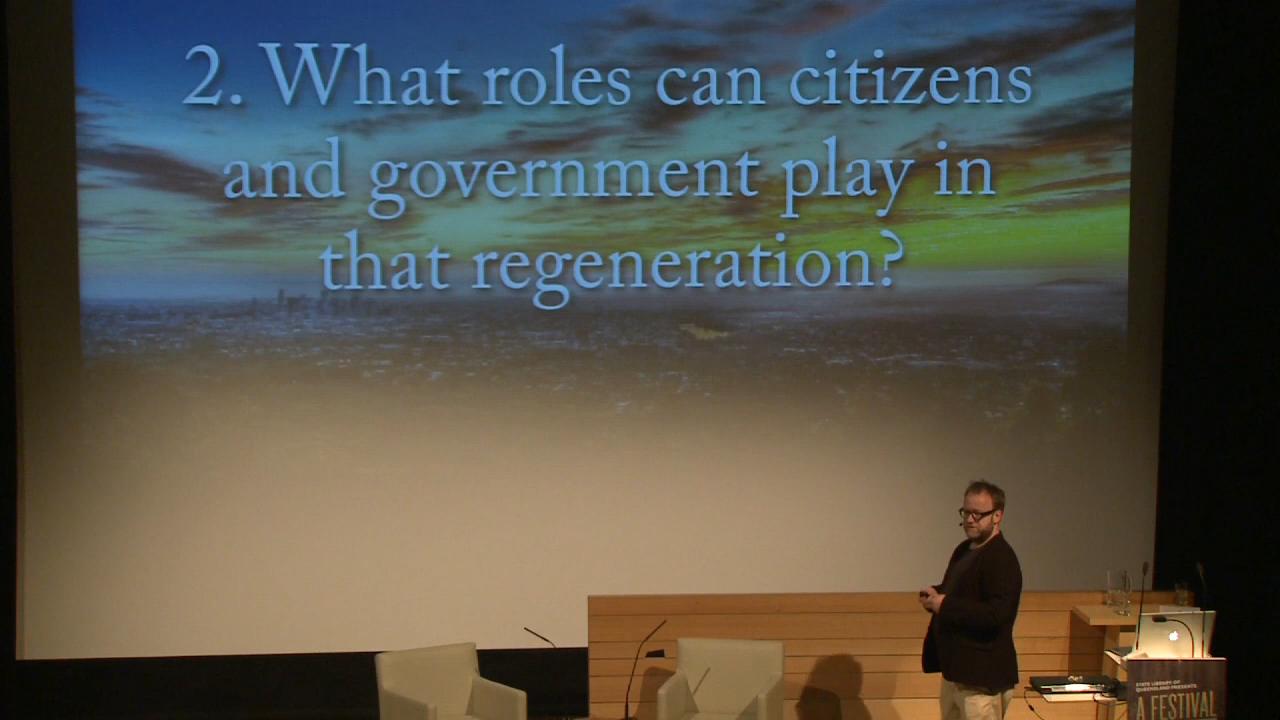 2. What roles can citizens
and government play in
that regeneration?
STATE LIBRARY OF
QUEENSLAND PRESENTS
A FESTIVAL